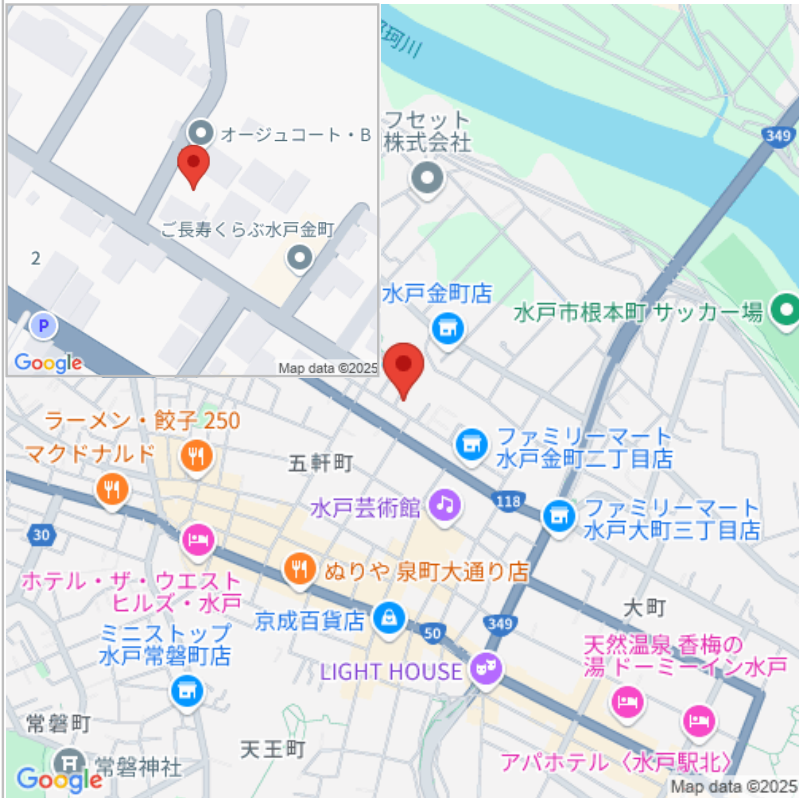 オージュコート・B
ご長寿くらぶ水戸金町
2
P
Google
Map data ©2025
那珂川
349
フセット
株式会社
水戸金町店
水戸市根本町 サッカー場
ラーメン・餃子 250
マクドナルド
五軒町
ファミリーマート
水戸金町二丁目店
水戸芸術館
118
ファミリーマート
水戸大町三丁目店
30
ホテル・ザ・ウエスト
ヒルズ・水戸
ぬりや 泉町大通り店
大町
ミニストップ
水戸常磐町店
京成百貨店
50
349
天然温泉 香梅の
湯 ドーミーイン水戸
LIGHT HOUSE
常磐町
天王町
常磐神社
アパホテル〈水戸駅北〉
Google
Map data ©2025